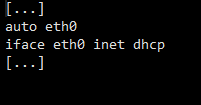 [...]
auto eth0
iface eth0 inet dhcp
[...]